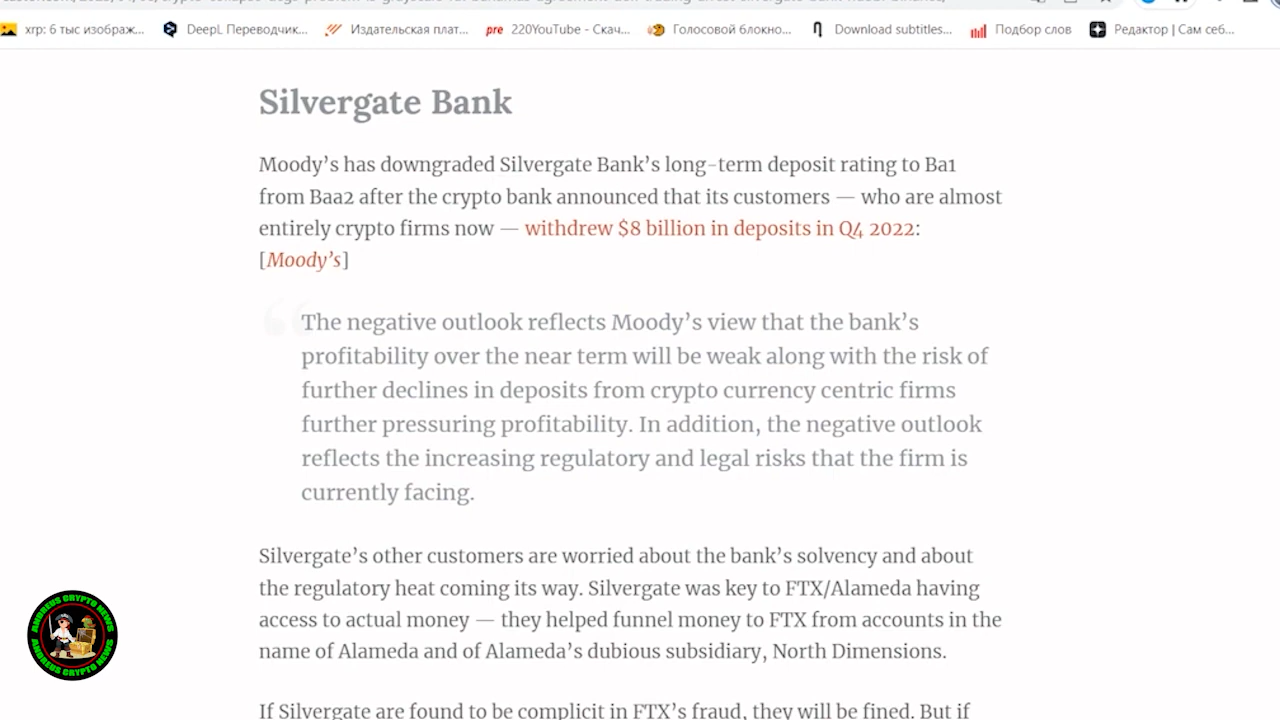 xrp: 6 тыс изображ...
DeepL Переводчик...
Издательская плат...
pre 220YouTube - Скач...
Голосовой блокно...
Download subtitles...
Подбор слов
Редактор | Сам себ...
Silvergate Bank
Moody’s has downgraded Silvergate Bank’s long-term deposit rating to Ba1
from Baa2 after the crypto bank announced that its customers — who are almost
entirely crypto firms now — withdrew $8 billion in deposits in Q4 2022:
[Moody’s]
“The negative outlook reflects Moody’s view that the bank’s
profitability over the near term will be weak along with the risk of
further declines in deposits from crypto currency centric firms
further pressuring profitability. In addition, the negative outlook
reflects the increasing regulatory and legal risks that the firm is
currently facing.
Silvergate’s other customers are worried about the bank’s solvency and about
the regulatory heat coming its way. Silvergate was key to FTX/Alameda having
access to actual money — they helped funnel money to FTX from accounts in the
name of Alameda and of Alameda’s dubious subsidiary, North Dimensions.
If Silvergate are found to be complicit in FTX’s fraud, they will be fined. But if
ANDREUS CRYPTO NEWS
ANDREUS CRYPTO NEWS